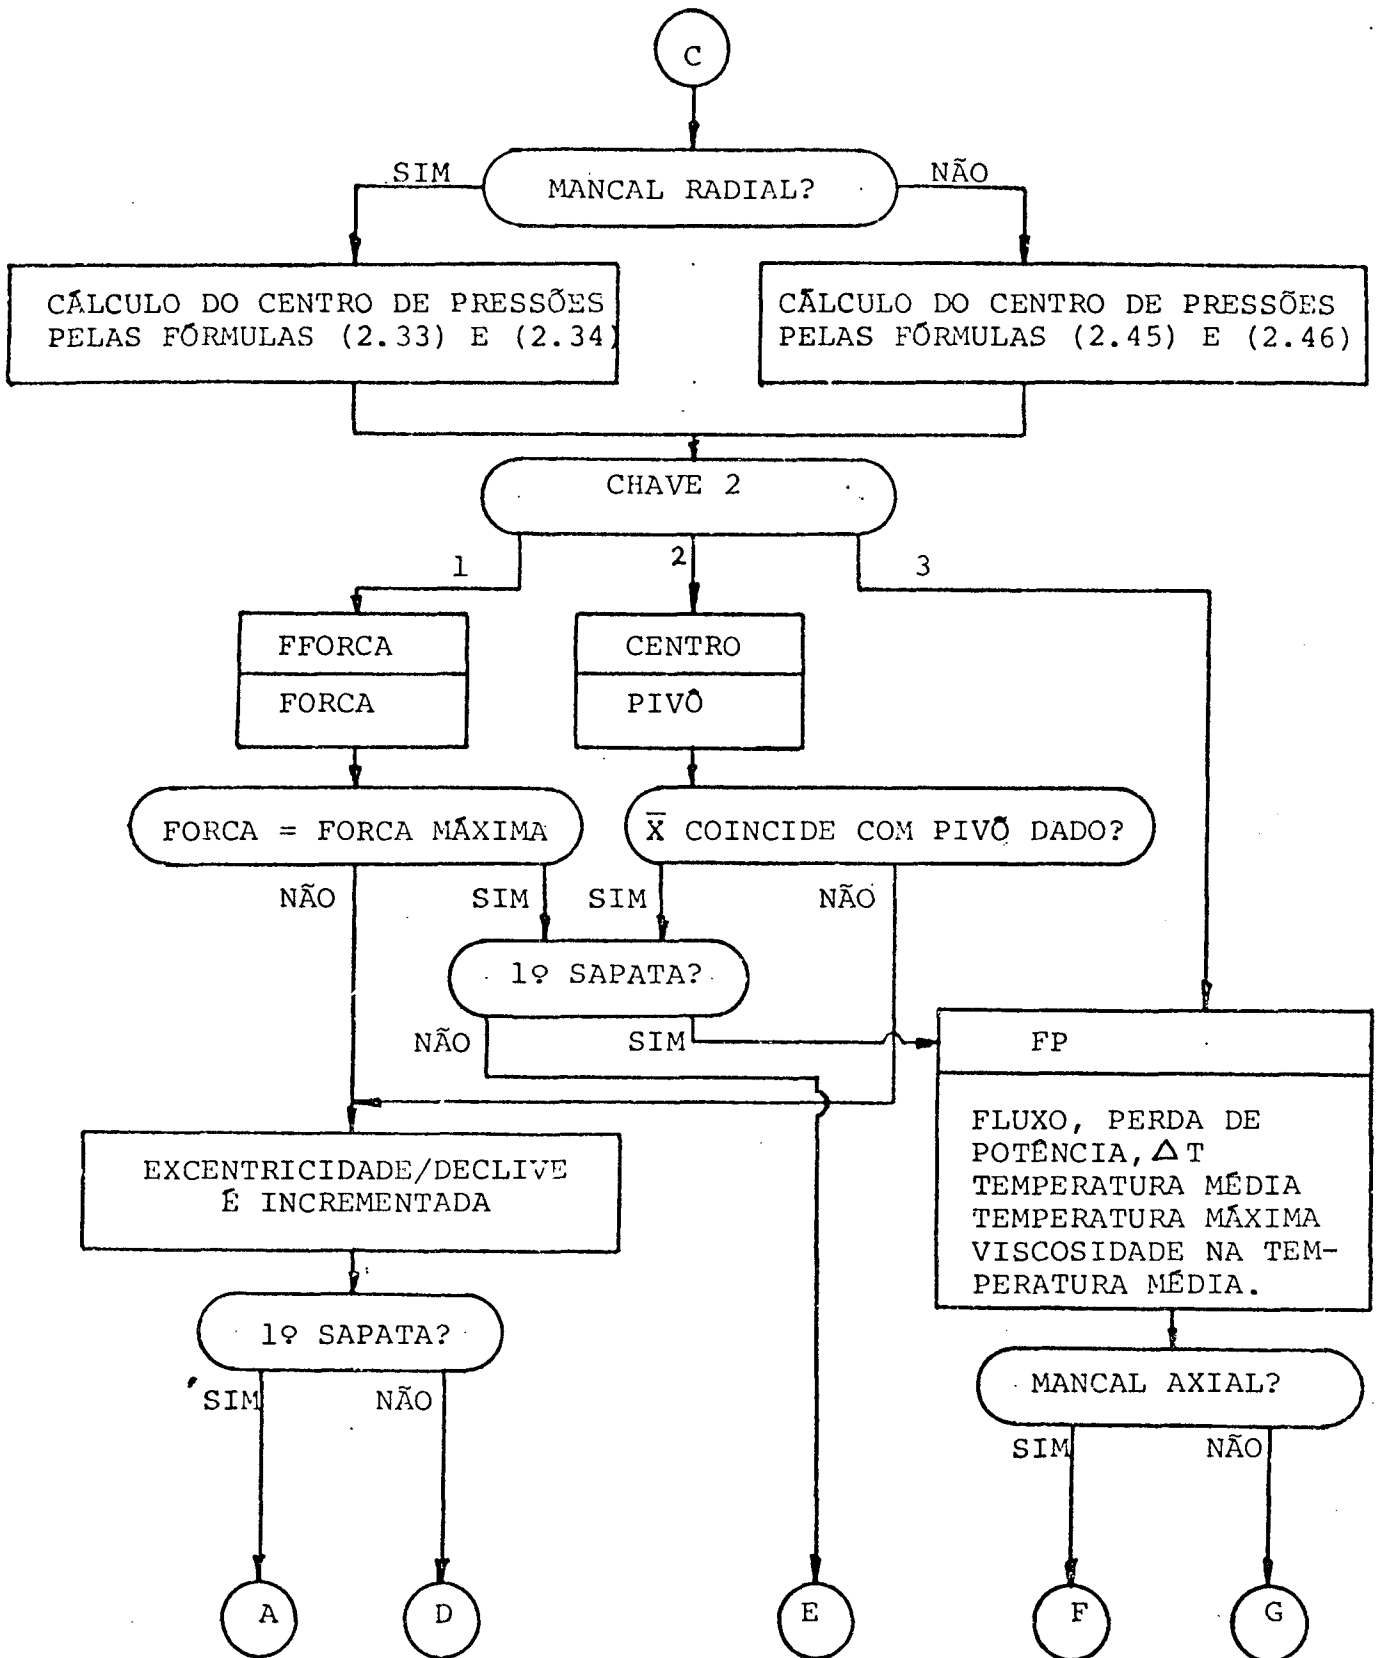 C
SIM
MANCAL RADIAL?
NÃO
CÁLCULO DO CENTRO DE PRESSÕES
PELAS FÓRMULAS (2.33) E (2.34)
CÁLCULO DO CENTRO DE PRESSÕES
PELAS FÓRMULAS (2.45) E (2.46)
CHAVE 2
1
2
3
FFORCA
FORCA
CENTRO
PIVÔ
FORCA = FORCA MÁXIMA
X̅ COINCIDE COM PIVÔ DADO?
NÃO
SIM
SIM
NÃO
1º SAPATA?
NÃO
SIM
FP
FLUXO, PERDA DE
POTÊNCIA, Δ T
TEMPERATURA MÉDIA
TEMPERATURA MÁXIMA
VISCOSIDADE NA TEM-
PERATURA MÉDIA.
EXCENTRICIDADE/DECLIVE
É INCREMENTADA
1º SAPATA?
SIM
NÃO
MANCAL AXIAL?
SIM
NÃO
A
D
E
F
G